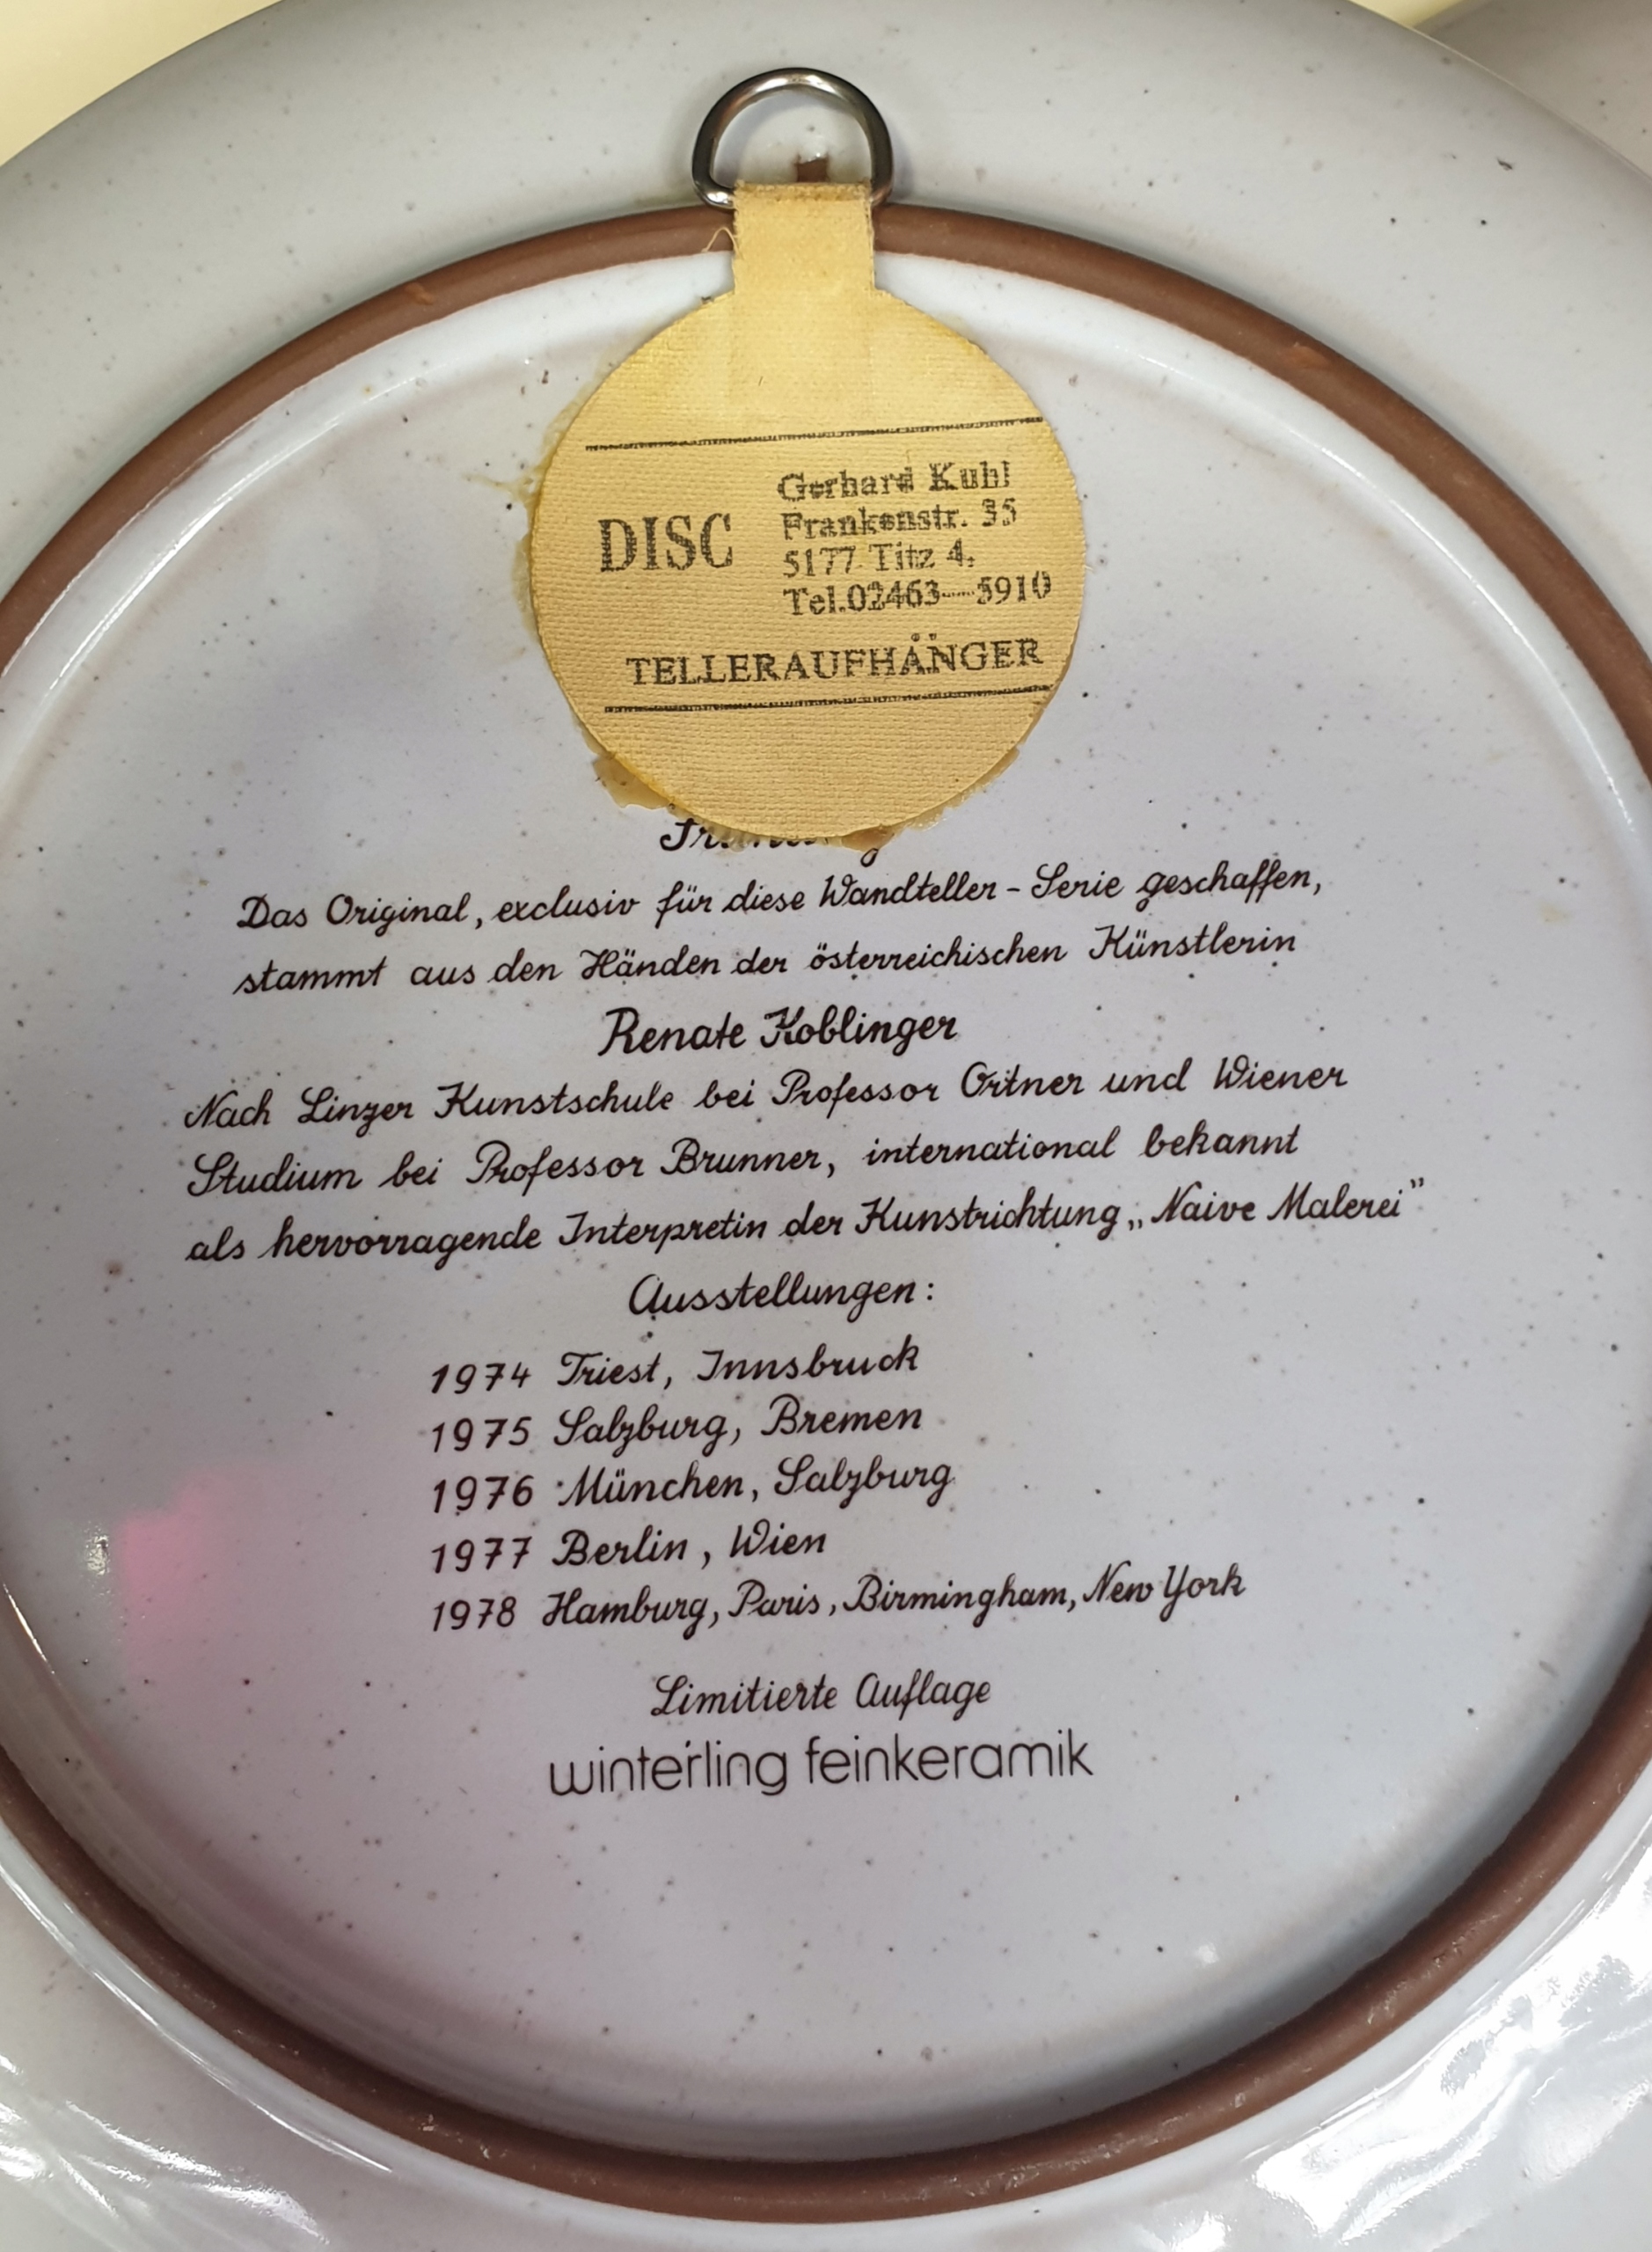 DISC
Gerhard Kuhl
Frankenstr. 35
5177 Titz 4.
Tel.02463-5910
TELLERAUFHÄNGER
Das Original, exclusiv für diese Wandteller-Serie geschaffen,
stammt aus den Händen der österreichischen Künstlerin
Renate Koblinger
Nach Linzer Kunstschule bei Professor Ortner und Wiener
Studium bei Professor Brunner, international bekannt
als hervorragende Interpretin der Kunstrichtung „Naive Malerei”
Ausstellungen:
1974 Triest, Innsbruck
1975 Salzburg, Bremen
1976 München, Salzburg
1977 Berlin, Wien
1978 Hamburg, Paris, Birmingham, New York
Limitierte Auflage
winterling feinkeramik